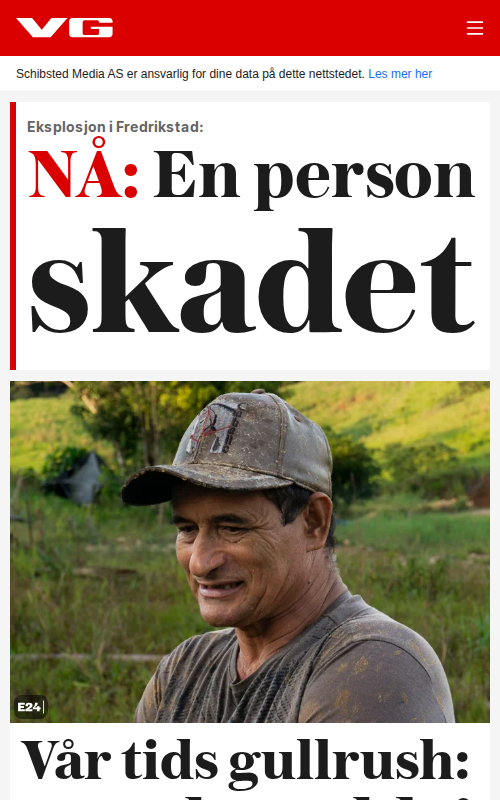 VG
Schibsted Media AS er ansvarlig for dine data på dette nettstedet. Les mer her
Eksplosjon i Fredrikstad:
NÅ: En person
skadet
E24
Vår tids gullrush: